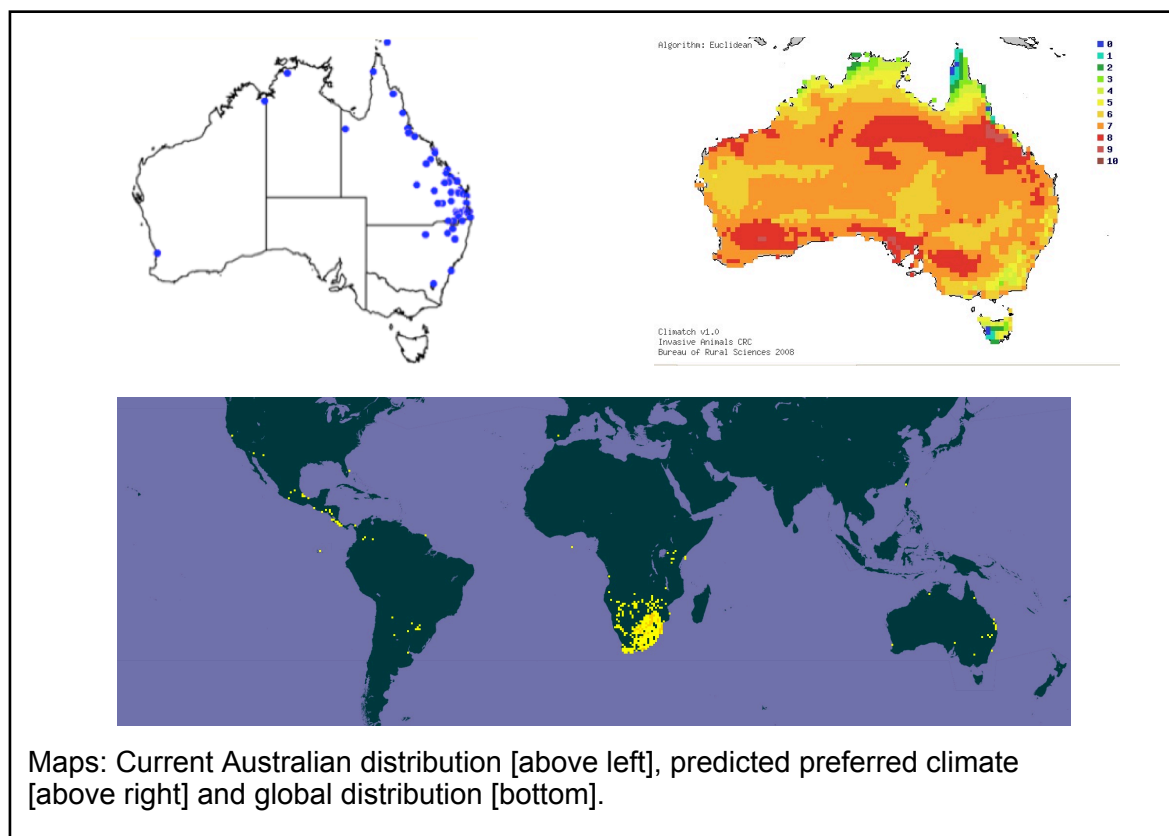 Algorithm: Euclidean
0
1
2
3
4
5
6
7
8
9
10
Climatch v1.0
Invasive Animals CRC
Bureau of Rural Sciences 2008
Maps: Current Australian distribution [above left], predicted preferred climate
[above right] and global distribution [bottom].